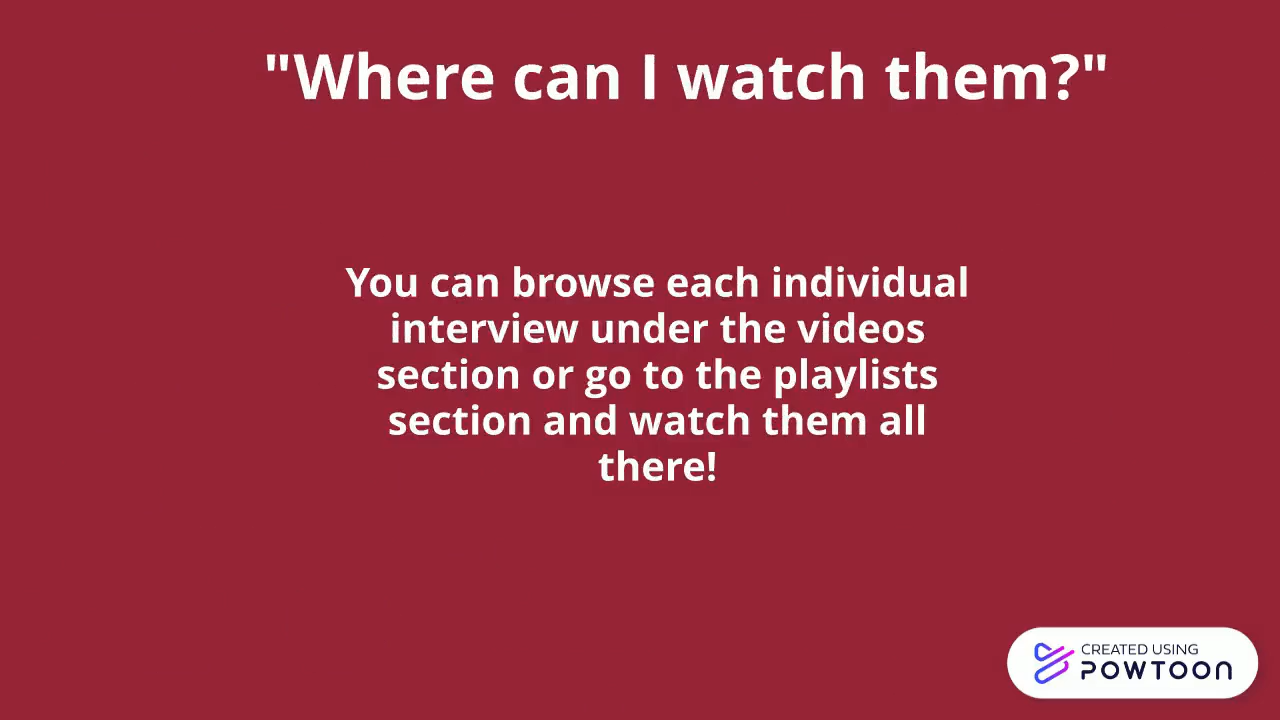 "Where can I watch them?"
You can browse each individual
interview under the videos
section or go to the playlists
section and watch them all
there!
CREATED USING
POWTOON